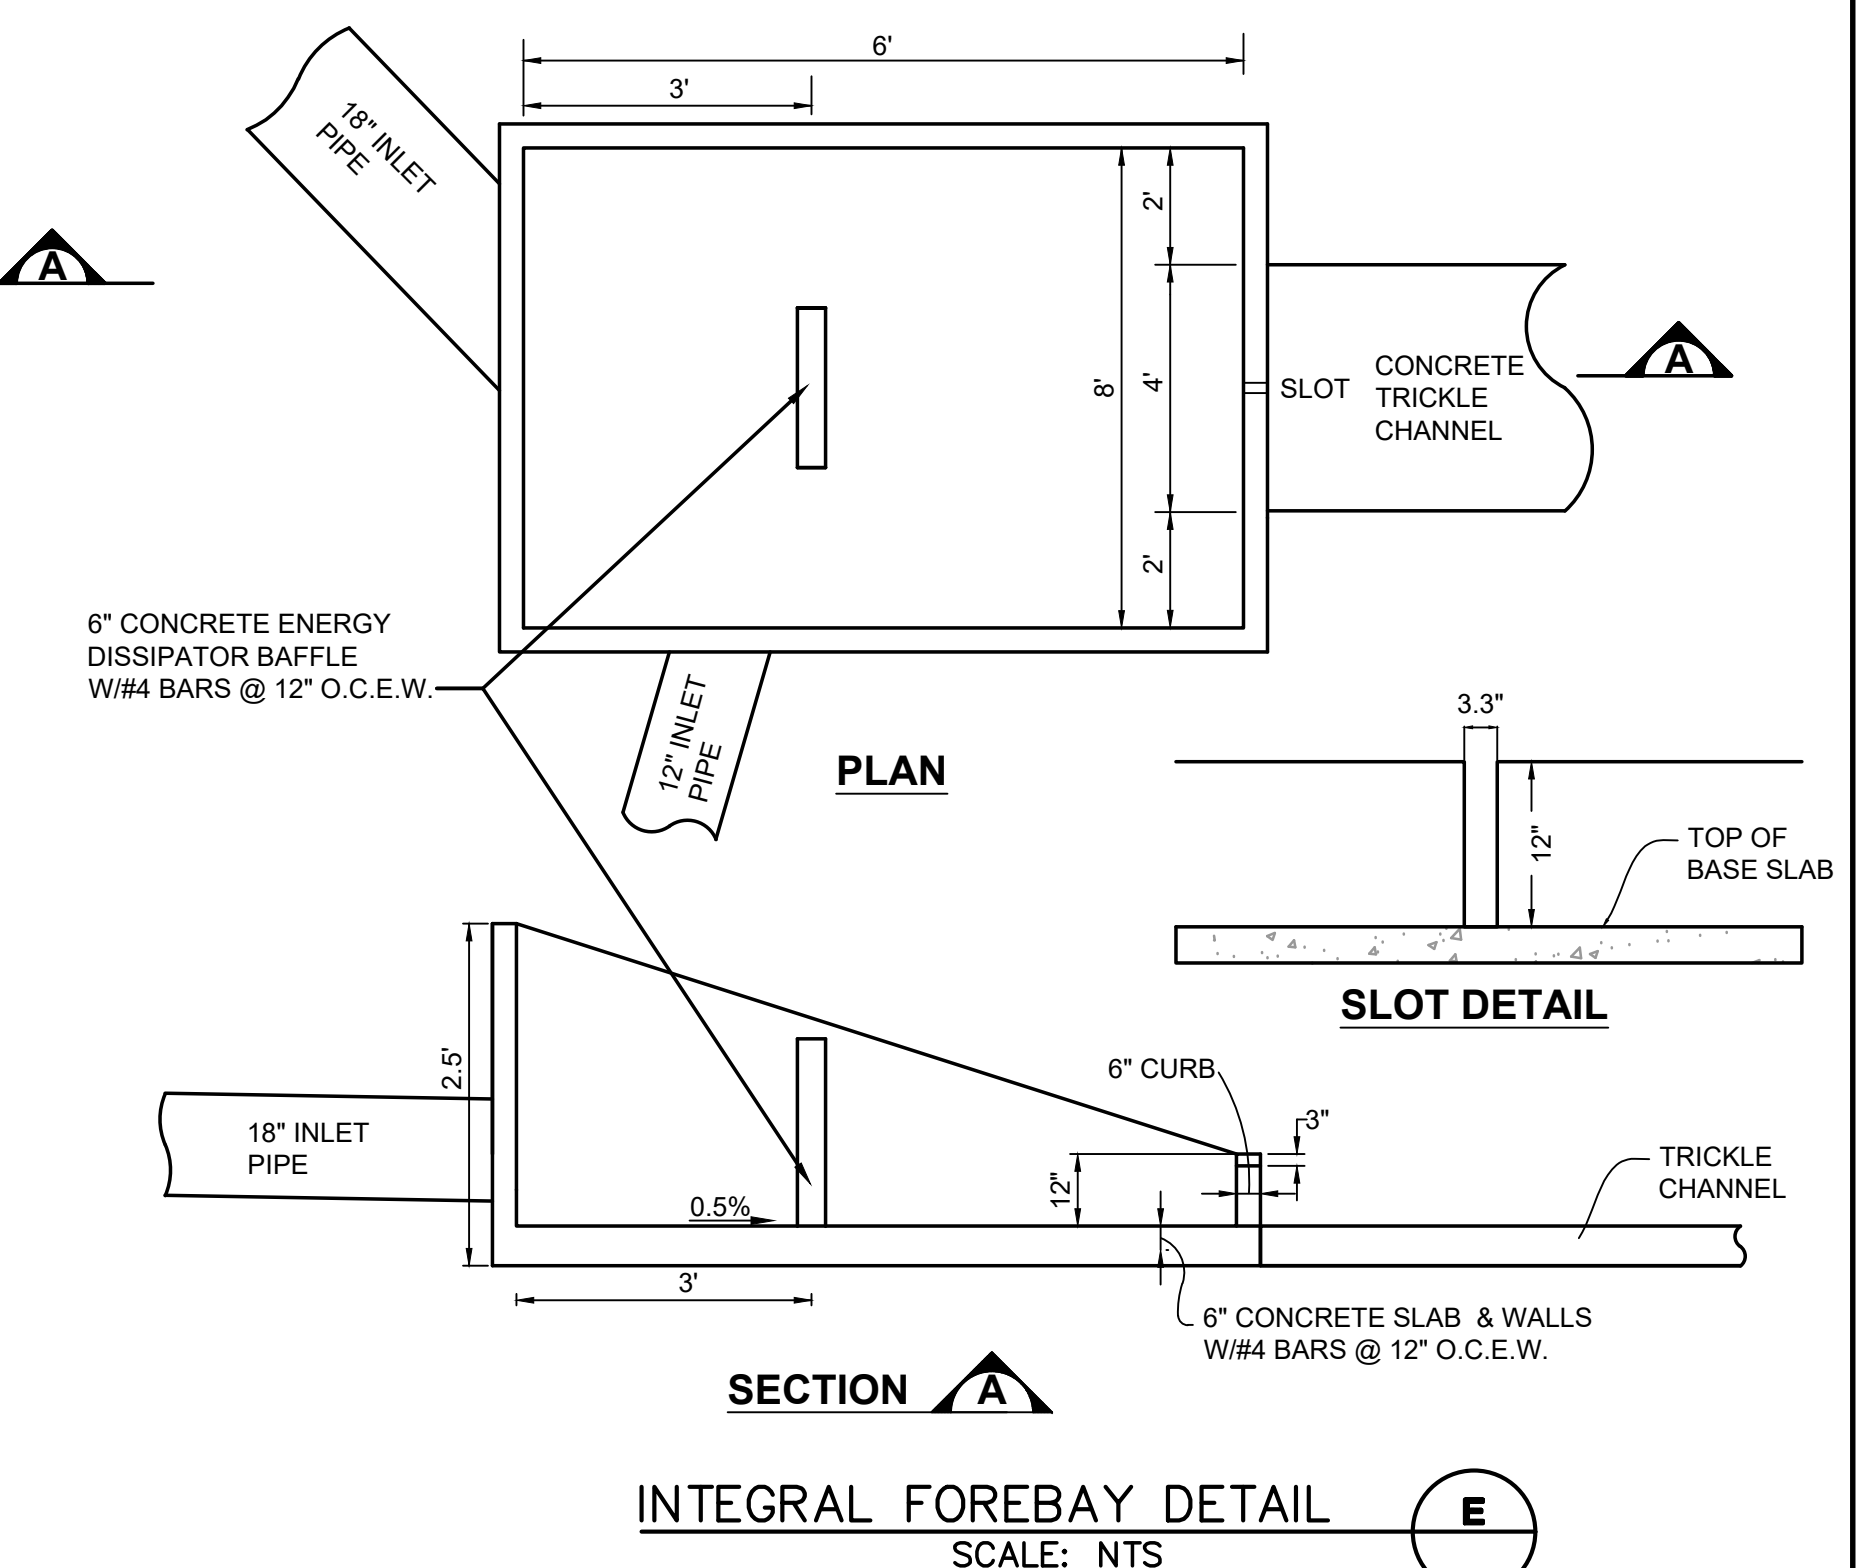 6'
3'
18" INLET
PIPE
A
2'
8'
4'
2'
SLOT
CONCRETE
TRICKLE
CHANNEL
A
6" CONCRETE ENERGY
DISSIPATOR BAFFLE
W/#4 BARS @ 12" O.C.E.W.
12" INLET
PIPE
PLAN
3.3"
12"
TOP OF
BASE SLAB
SLOT DETAIL
2.5'
18" INLET
PIPE
0.5%
12"
6" CURB
3"
TRICKLE
CHANNEL
3'
6" CONCRETE SLAB & WALLS
W/#4 BARS @ 12" O.C.E.W.
SECTION A
INTEGRAL FOREBAY DETAIL
E
SCALE: NTS